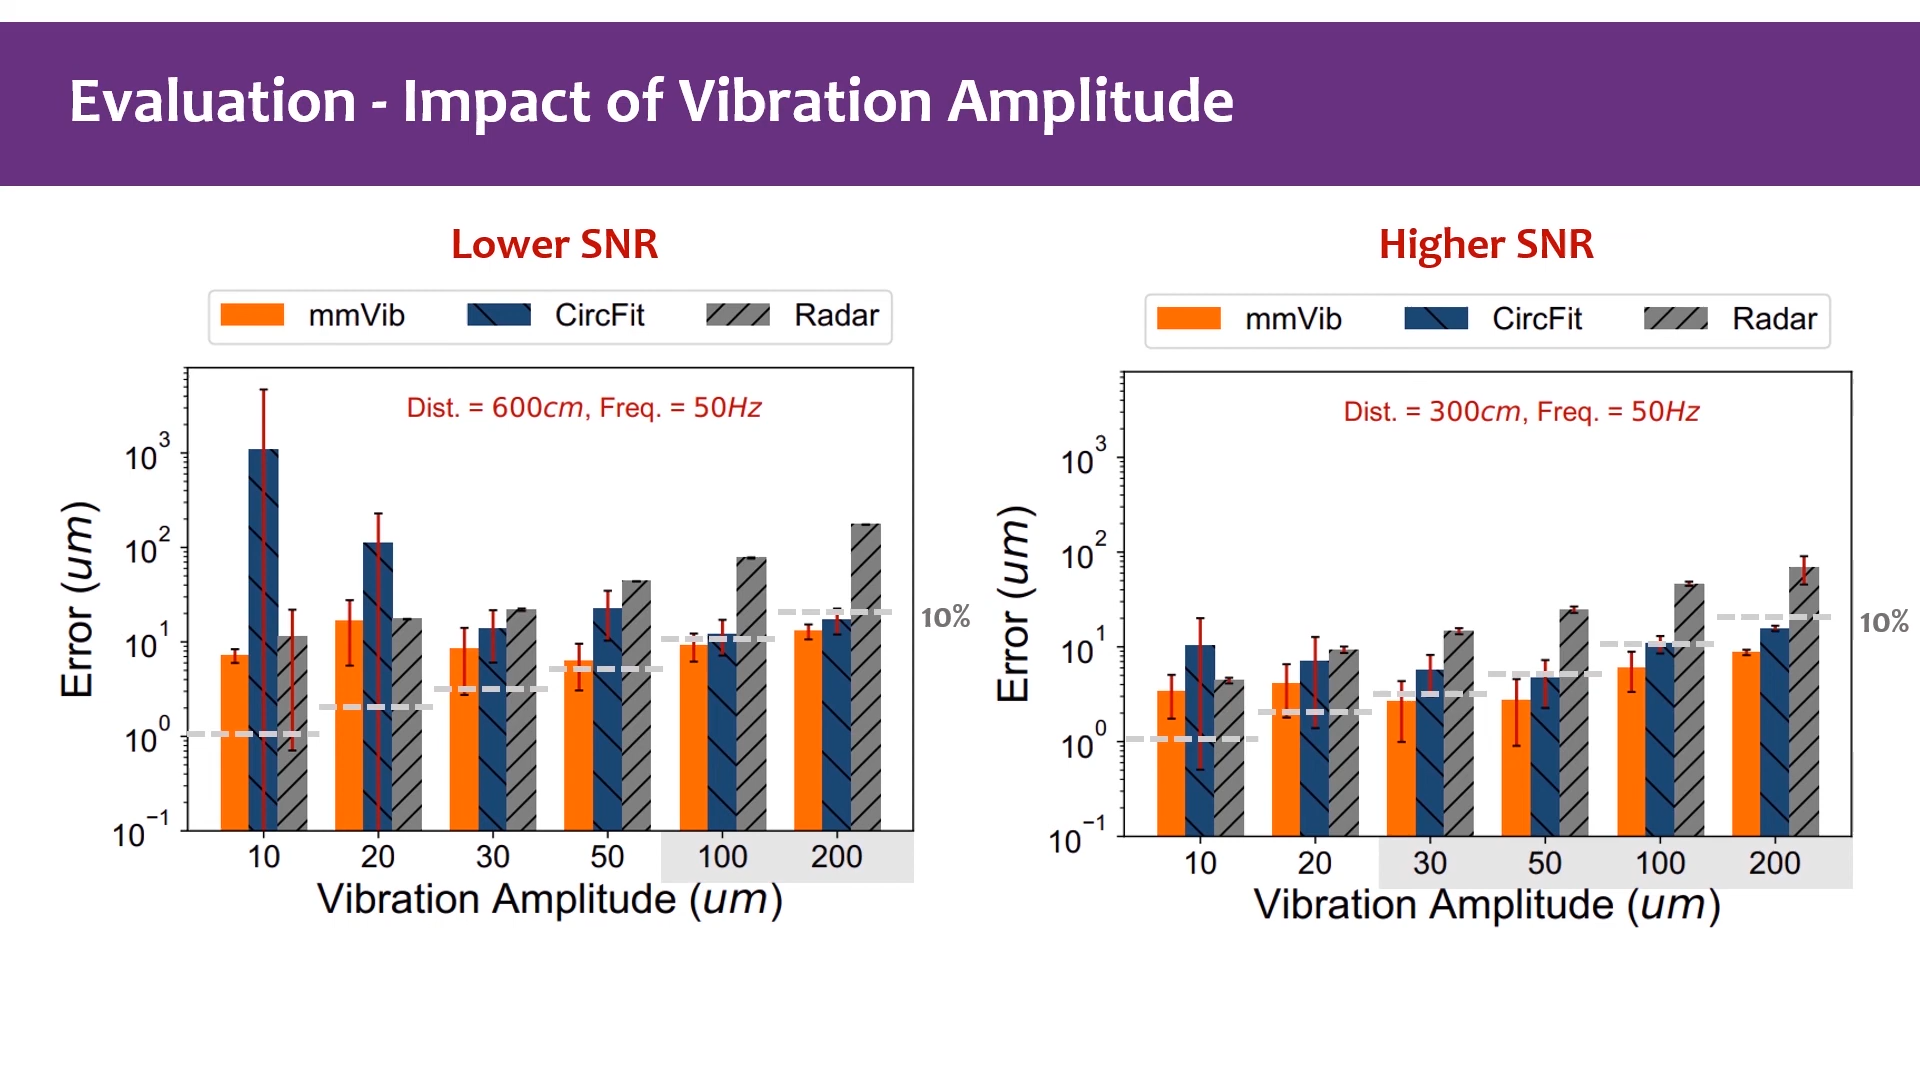 Evaluation - Impact of Vibration Amplitude
Lower SNR
mmVib CircFit Radar
Dist. = 600cm, Freq. = 50Hz
10^3
10^2
10^1
10^0
10^−1
Error (um)
10%
10 20 30 50 100 200
Vibration Amplitude (um)
Higher SNR
mmVib CircFit Radar
Dist. = 300cm, Freq. = 50Hz
10^3
10^2
10^1
10^0
10^−1
Error (um)
10%
10 20 30 50 100 200
Vibration Amplitude (um)